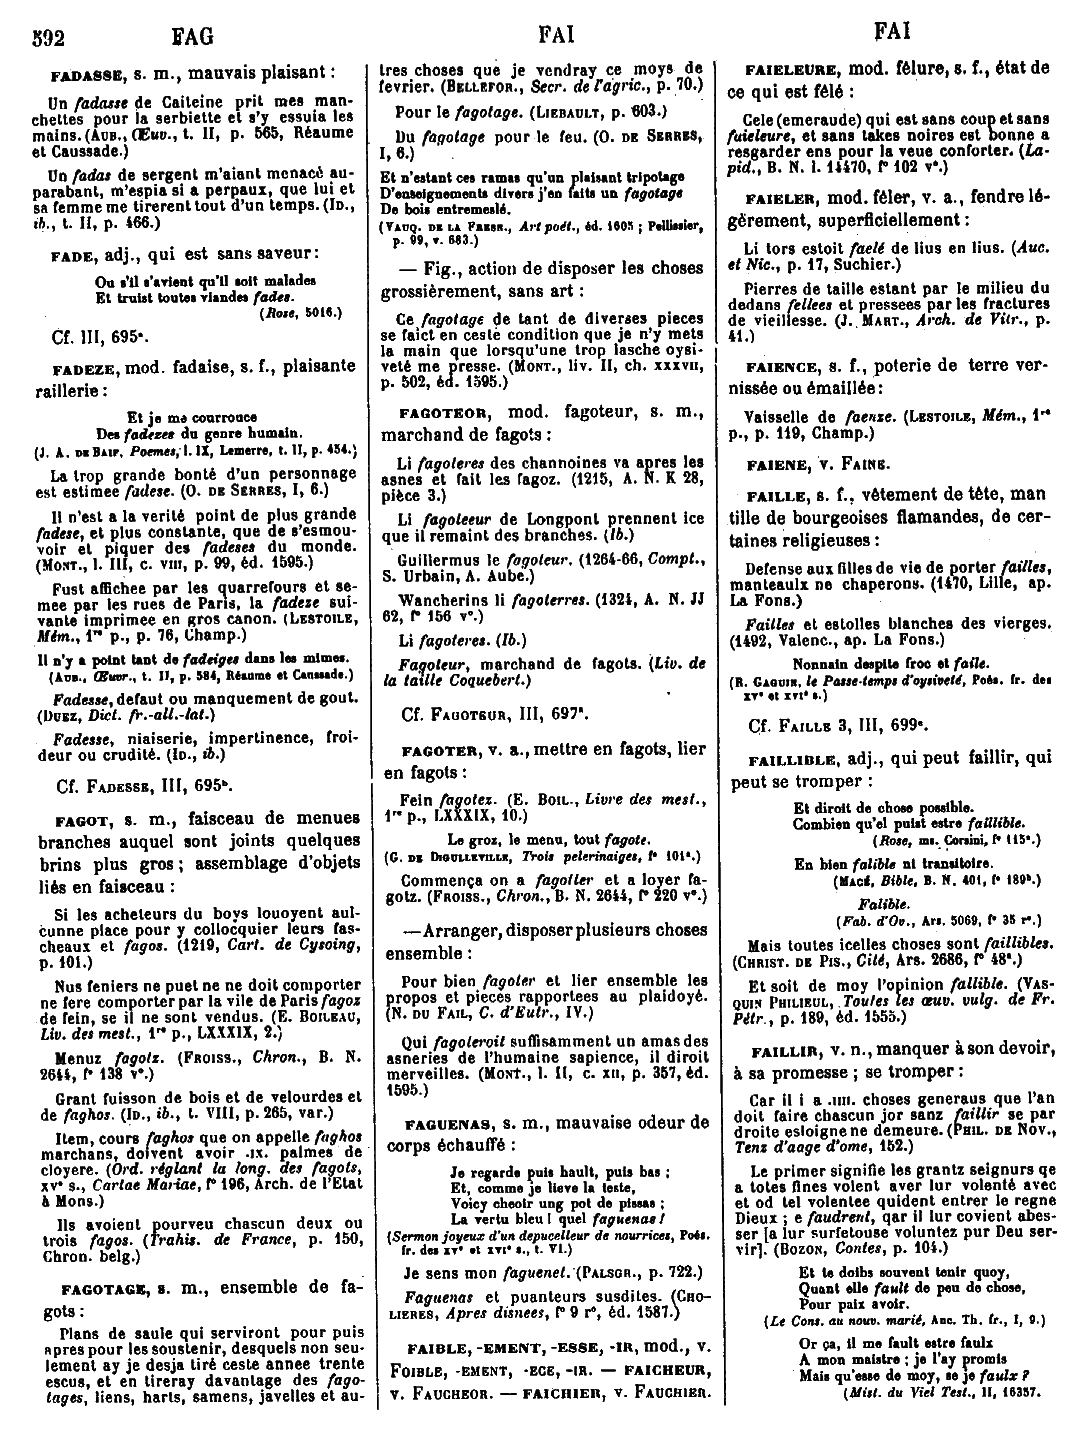 592 FAG FAI FAI
FADASSE, s. m., mauvais plaisant :
Un fadasse de Caiteine prit mes man-
chettes pour la serbiette et s'y essuia les
mains. (AUB., Œuv., t. II, p. 565, Réaume
et Caussade.)
Un fadas de sergent m'aiant menacé au-
parabant, m'espia si a perpaux, que lui et
sa femme me tirerent tout d'un temps. (ID.,
ib., t. II, p. 466.)
FADE, adj., qui est sans saveur :
Ou s'il s'avient qu'il soit malades
Et truist toutes viandes fades.
(Rose, 5016.)
Cf. III, 695ª.
FADEZE, mod. fadaise, s. f., plaisante
raillerie :
Et je me courrouce
Des fadezes du genre humain.
(J. A. DE BAIF, Poemes, l. IX, Lemerre, t. II, p. 454.)
La trop grande bonté d'un personnage
est estimee fadese. (O. DE SERRES, I, 6.)
Il n'est a la verité point de plus grande
fadese, et plus constante, que de s'esmou-
voir et piquer des fadeses du monde.
(MONT., l. III, c. VIII, p. 99, éd. 1595.)
Fust affichee par les quarrefours et se-
mee par les rues de Paris, la fadeze sui-
vante imprimee en gros canon. (LESTOILE,
Mém., 1re p., p. 76, Champ.)
Il n'y a point tant de fadeiges dans les mimes.
(AUB., Œuvr., t. II, p. 584, Réaume et Caussade.)
Fadesse, defaut ou manquement de gout.
(DUEZ, Dict. fr.-all.-lat.)
Fadesse, niaiserie, impertinence, froi-
deur ou crudité. (ID., ib.)
Cf. FADESSE, III, 695b.
FAGOT, s. m., faisceau de menues
branches auquel sont joints quelques
brins plus gros ; assemblage d'objets
liés en faisceau :
Si les acheteurs du boys louoyent aul-
cunne place pour y collocquier leurs fas-
cheaux et fagos. (1219, Cart. de Cysoing,
p. 101.)
Nus feniers ne puet ne ne doit comporter
ne fere comporter par la vile de Paris fagoz
de fein, se il ne sont vendus. (E. BOILEAU,
Liv. des mest., 1re p., LXXXIX, 2.)
Menuz fagotz. (FROISS., Chron., B. N.
2644, f° 138 v°.)
Grant fuisson de bois et de velourdes et
de faghos. (ID., ib., t. VIII, p. 265, var.)
Item, cours faghos que on appelle faghos
marchans, doivent avoir .IX. palmes de
cloyere. (Ord. réglant la long. des fagots,
XVe s., Cartae Mariae, f° 196, Arch. de l'Etat
à Mons.)
Ils avoient pourveu chascun deux ou
trois fagos. (Trahis. de France, p. 150,
Chron. belg.)
FAGOTAGE, s. m., ensemble de fa-
gots :
Plans de saule qui serviront pour puis
apres pour les soustenir, desquels non seu-
lement ay je desja tiré ceste annee trente
escus, et en tireray davantage des fago-
tages, liens, harts, samens, javelles et au-
tres choses que je vendray ce moys de
fevrier. (BELLEFOR., Secr. de l'agric., p. 70.)
Pour le fagotage. (LIEBAULT, p. 603.)
Du fagotage pour le feu. (O. DE SERRES,
I, 6.)
Et n'estant ces ramas qu'un plaisant tripotage
D'enseignements divers j'en faits un fagotage
De bois entremeslé.
(VAUQ. DE LA FRESN., Art poét., éd. 1605 ; Pellissier,
p. 99, v. 683.)
— Fig., action de disposer les choses
grossièrement, sans art :
Ce fagotage de tant de diverses pieces
se faict en ceste condition que je n'y mets
la main que lorsqu'une trop lasche oysi-
veté me presse. (MONT., liv. II, ch. XXXVII,
p. 502, éd. 1595.)
FAGOTEOR, mod. fagoteur, s. m.,
marchand de fagots :
Li fagoteres des channoines va apres les
asnes et fait les fagoz. (1215, A. N. K 28,
pièce 3.)
Li fagoteeur de Longpont prennent ice
que il remaint des branches. (Ib.)
Guillermus le fagoteur. (1264-66, Compt.,
S. Urbain, A. Aube.)
Wancherins li fagoterres. (1324, A. N. JJ
62, f° 156 v°.)
Li fagoteres. (Ib.)
Fagoteur, marchand de fagots. (Liv. de
la taille Coquebert.)
Cf. FAGOTEUR, III, 697ª.
FAGOTER, v. a., mettre en fagots, lier
en fagots :
Fein fagotez. (E. BOIL., Livre des mest.,
1re p., LXXXIX, 10.)
Le groz, le menu, tout fagote.
(G. DE DIGULLEVILLE, Trois pelerinaiges, f° 101ª.)
Commença on a fagotter et a loyer fa-
gotz. (FROISS., Chron., B. N. 2644, f° 220 v°.)
—Arranger, disposer plusieurs choses
ensemble :
Pour bien fagoter et lier ensemble les
propos et pieces rapportees au plaidoyé.
(N. DU FAIL, C. d'Eutr., IV.)
Qui fagoteroit suffisamment un amas des
asneries de l'humaine sapience, il diroit
merveilles. (MONT., l. II, c. XII, p. 357, éd.
1595.)
FAGUENAS, s. m., mauvaise odeur de
corps échauffé :
Je regarde puis hault, puis bas ;
Et, comme je lieve la teste,
Voicy cheoir ung pot de pissas ;
La vertu bleu ! quel faguenas !
(Sermon joyeux d'un depucelleur de nourrices, Poés.
fr. des XVe et XVIe s., t. VI.)
Je sens mon faguenet. (PALSGR., p. 722.)
Faguenas et puanteurs susdites. (CHO-
LIERES, Apres disnees, f° 9 r°, éd. 1587.)
FAIBLE, -EMENT, -ESSE, -IR, mod., v.
FOIBLE, -EMENT, -ECE, -IR. — FAICHEUR,
v. FAUCHEOR. — FAICHIER, v. FAUCHIER.
FAIELEURE, mod. fêlure, s. f., état de
ce qui est fêlé :
Cele (emeraude) qui est sans coup et sans
fuieleure, et sans takes noires est bonne a
resgarder ens pour la veue conforter. (La-
pid., B. N. l. 14470, f° 102 v°.)
FAIELER, mod. fêler, v. a., fendre lé-
gèrement, superficiellement :
Li tors estoit faelé de lius en lius. (Auc.
et Nic., p. 17, Suchier.)
Pierres de taille estant par le milieu du
dedans fellees et pressees par les fractures
de vieillesse. (J. MART., Arch. de Vitr., p.
41.)
FAIENCE, s. f., poterie de terre ver-
nissée ou émaillée :
Vaisselle de faenze. (LESTOILE, Mém., 1re
p., p. 119, Champ.)
FAIENE, v. FAINE.
FAILLE, s. f., vêtement de tête, man
tille de bourgeoises flamandes, de cer-
taines religieuses :
Defense aux filles de vie de porter failles,
manteaulx ne chaperons. (1470, Lille, ap.
La Fons.)
Failles et estolles blanches des vierges.
(1492, Valenc., ap. La Fons.)
Nonnain despite froc et faile.
(R. GAGUIN, le Passe-temps d'oysiveté, Poés. fr. des
XVe et XVIe s.)
Cf. FAILLE 3, III, 699ª.
FAILLIBLE, adj., qui peut faillir, qui
peut se tromper :
Et diroit de chose possible.
Combien qu'el puist estre faillible.
(Rose, ms. Corsini, f° 115ª.)
En bien falible ni transitoire.
(MACÉ, Bible, B. N. 401, f° 189b.)
Falible.
(Fab. d'Ov., Ars. 5069, f° 35 r°.)
Mais toutes icelles choses sont faillibles.
(CHRIST. DE PIS., Cité, Ars. 2686, f° 48ª.)
Et soit de moy l'opinion fallible. (VAS-
QUIN PHILIEUL, Toutes les œuv. vulg. de Fr.
Pétr., p. 189, éd. 1555.)
FAILLIR, v. n., manquer à son devoir,
à sa promesse ; se tromper :
Car il i a .IIII. choses generaus que l'an
doit faire chascun jor sanz faillir se par
droite esloigne ne demeure. (PHIL. DE NOV.,
Tenz d'aage d'ome, 152.)
Le primer signifie les grantz seignurs qe
a totes fines volent aver lur volenté avec
et od tel volentee quident entrer le regne
Dieux ; e faudrent, qar il lur covient abes-
ser [a lur surfetouse voluntez pur Deu ser-
vir]. (BOZON, Contes, p. 104.)
Et te doibs souvent tenir quoy,
Quant elle fault de peu de chose,
Pour paix avoir.
(Le Cons. au nouv. marié, Anc. Th. fr., I, 9.)
Or ça, il me fault estre faulx
A mon maistre ; je l'ay promis
Mais qu'esse de moy, se je faulx ?
(Mist. du Viel Test., II, 16357.